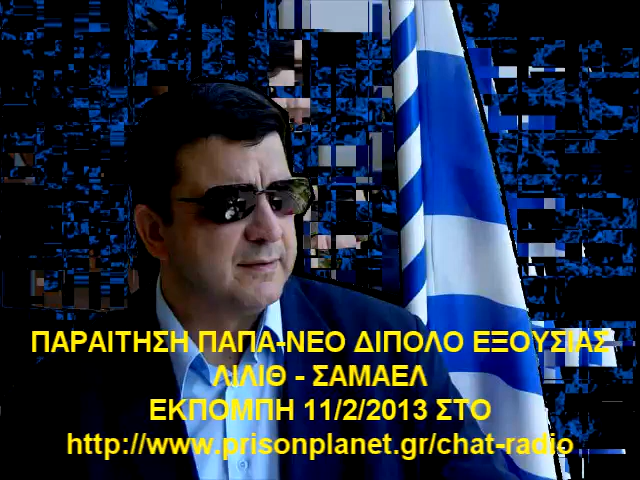 ΠΑΡΑΙΤΗΣΗ ΠΑΠΑ-ΝΕΟ ΔΙΠΟΛΟ ΕΞΟΥΣΙΑΣ
ΛΙΛΙΘ - ΣΑΜΑΕΛ
ΕΚΠΟΜΠΗ 11/2/2013 ΣΤΟ
http://www.prisonplanet.gr/chat-radio